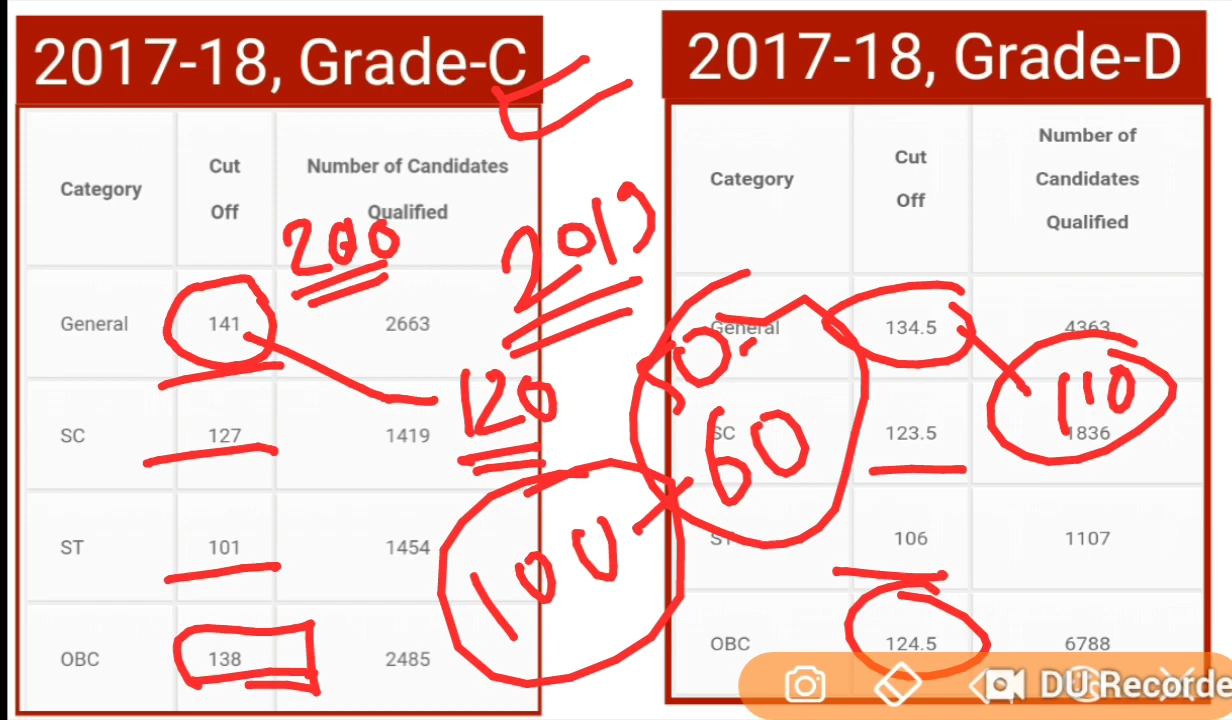 2017-18, Grade-C
Category Cut Off Number of Candidates Qualified
200
General 141 2663
120
SC 127 1419
ST 101 1454
100
OBC 138 2485
2019
2017-18, Grade-D
Category Cut Off Number of Candidates Qualified
General 134.5 4363
110
SC 123.5 1836
60
ST 106 1107
OBC 124.5 6788
DU Recorde